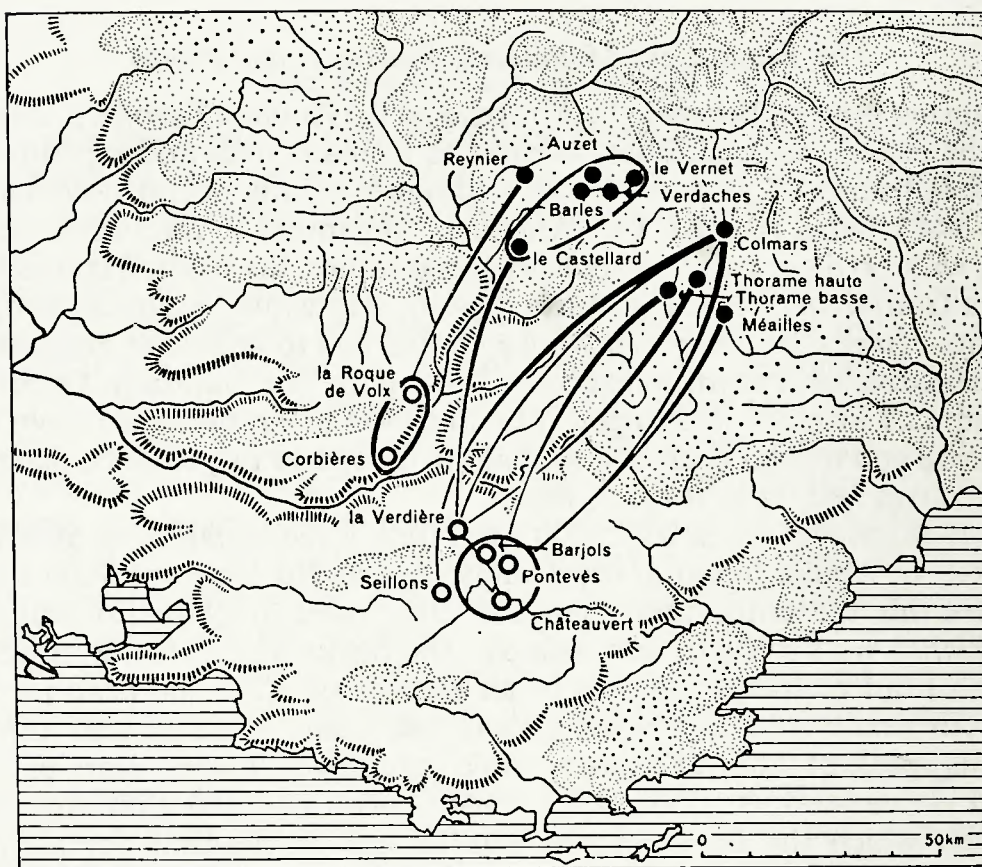 Auzet
Reynier
le Vernet
Barles
Verdaches
le Castellard
Colmars
Thorame haute
Thorame basse
Méailles
la Roque
de Volx
Corbières
la Verdière
Barjols
Seillons
Pontevès
Châteauvert
0 50km